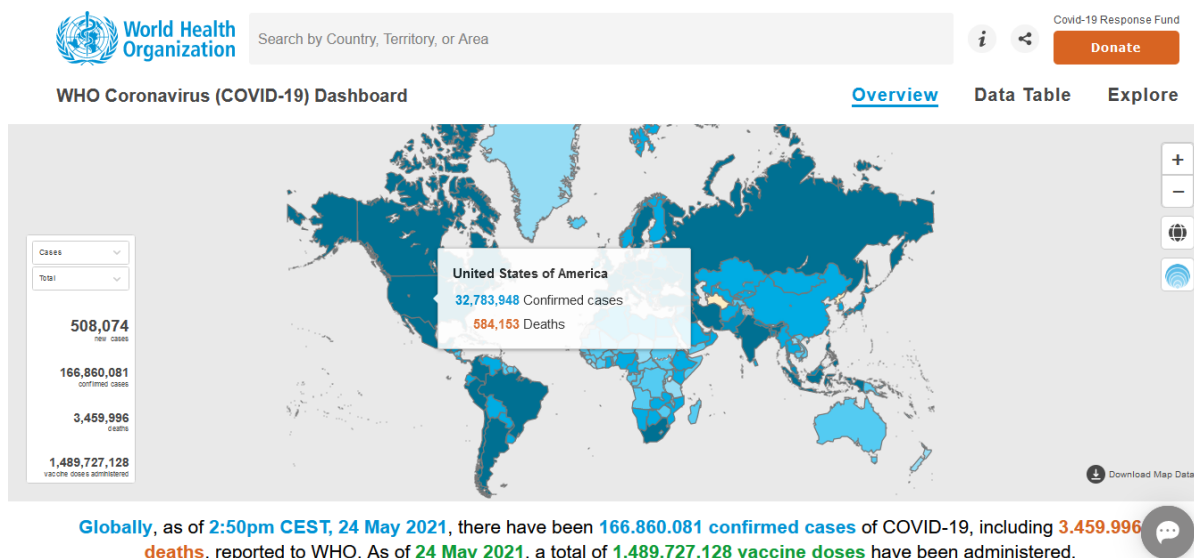 World Health
Organization
Search by Country, Territory, or Area
i
Covid-19 Response Fund
Donate
WHO Coronavirus (COVID-19) Dashboard
Overview
Data Table
Explore
+
−
Cases
Total
508,074
new cases
166,860,081
confirmed cases
3,459,996
deaths
1,489,727,128
vaccine doses administered
United States of America
32,783,948 Confirmed cases
584,153 Deaths
Download Map Data
Globally, as of 2:50pm CEST, 24 May 2021, there have been 166.860.081 confirmed cases of COVID-19, including 3.459.996
deaths, reported to WHO. As of 24 May 2021, a total of 1.489.727.128 vaccine doses have been administered.